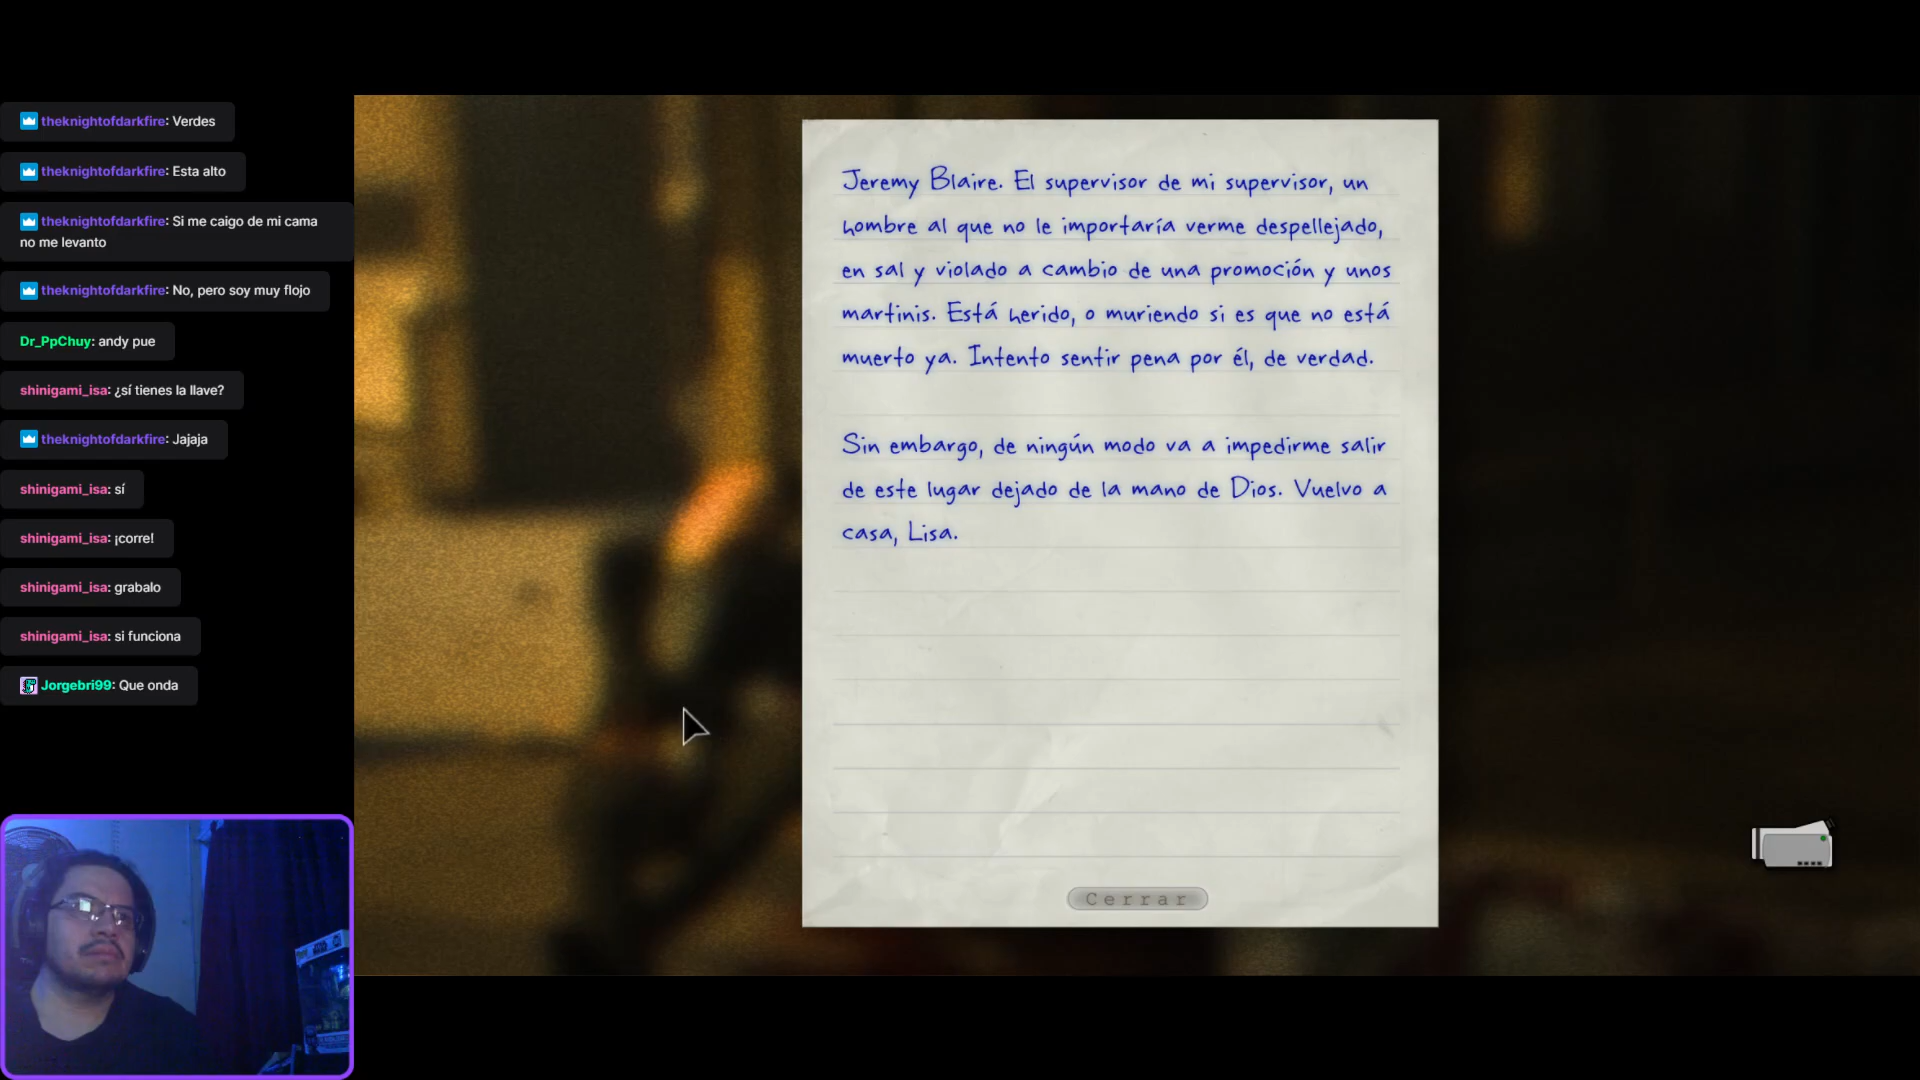 theknightofdarkfire: Verdes
theknightofdarkfire: Esta alto
theknightofdarkfire: Si me caigo de mi cama
no me levanto
theknightofdarkfire: No, pero soy muy flojo
Dr_PpChuy: andy pue
shinigami_isa: ¿sí tienes la llave?
theknightofdarkfire: Jajaja
shinigami_isa: sí
shinigami_isa: ¡corre!
shinigami_isa: grabalo
shinigami_isa: si funciona
Jorgebri99: Que onda
Jeremy Blaire. El supervisor de mi supervisor, un
hombre al que no le importaría verme despellejado,
en sal y violado a cambio de una promoción y unos
martinis. Está herido, o muriendo si es que no está
muerto ya. Intento sentir pena por él, de verdad.
Sin embargo, de ningún modo va a impedirme salir
de este lugar dejado de la mano de Dios. Vuelvo a
casa, Lisa.
Cerrar